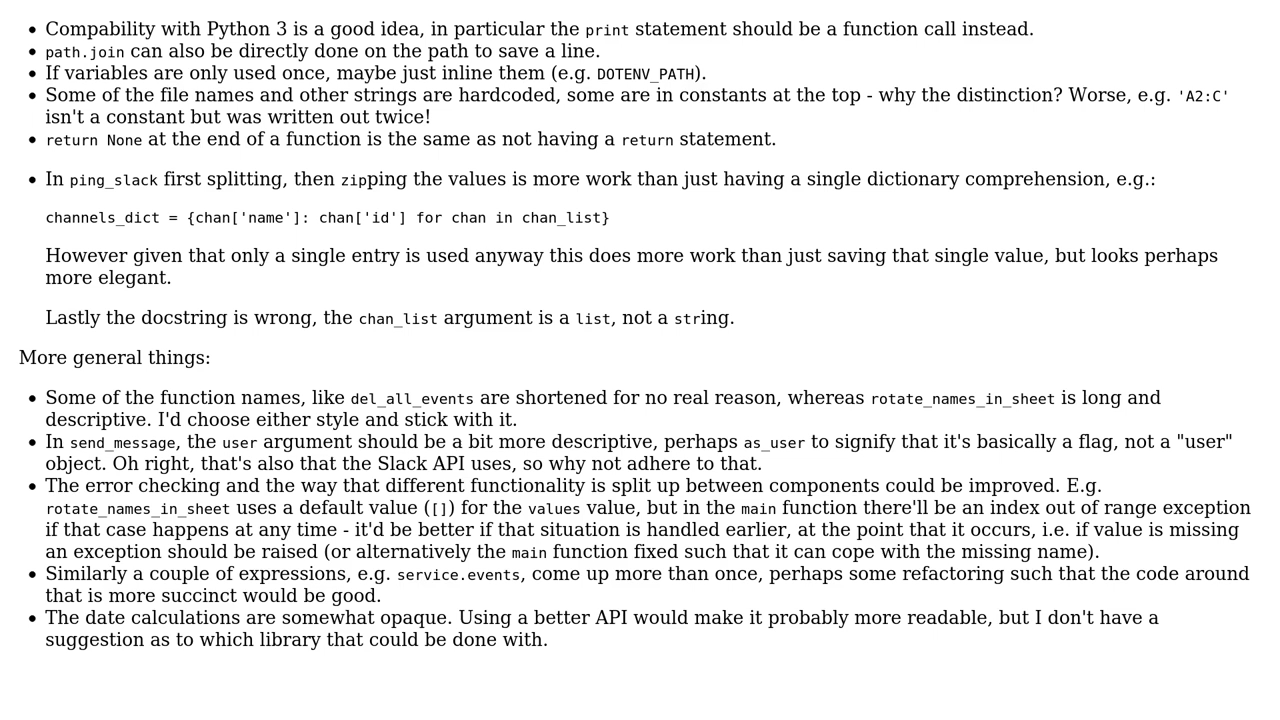 Compability with Python 3 is a good idea, in particular the print statement should be a function call instead.
path.join can also be directly done on the path to save a line.
If variables are only used once, maybe just inline them (e.g. DOTENV_PATH).
Some of the file names and other strings are hardcoded, some are in constants at the top - why the distinction? Worse, e.g. 'A2:C'
isn't a constant but was written out twice!
return None at the end of a function is the same as not having a return statement.
In ping_slack first splitting, then zipping the values is more work than just having a single dictionary comprehension, e.g.:
channels_dict = {chan['name']: chan['id'] for chan in chan_list}
However given that only a single entry is used anyway this does more work than just saving that single value, but looks perhaps
more elegant.
Lastly the docstring is wrong, the chan_list argument is a list, not a string.
More general things:
Some of the function names, like del_all_events are shortened for no real reason, whereas rotate_names_in_sheet is long and
descriptive. I'd choose either style and stick with it.
In send_message, the user argument should be a bit more descriptive, perhaps as_user to signify that it's basically a flag, not a "user"
object. Oh right, that's also that the Slack API uses, so why not adhere to that.
The error checking and the way that different functionality is split up between components could be improved. E.g.
rotate_names_in_sheet uses a default value ([]) for the values value, but in the main function there'll be an index out of range exception
if that case happens at any time - it'd be better if that situation is handled earlier, at the point that it occurs, i.e. if value is missing
an exception should be raised (or alternatively the main function fixed such that it can cope with the missing name).
Similarly a couple of expressions, e.g. service.events, come up more than once, perhaps some refactoring such that the code around
that is more succinct would be good.
The date calculations are somewhat opaque. Using a better API would make it probably more readable, but I don't have a
suggestion as to which library that could be done with.